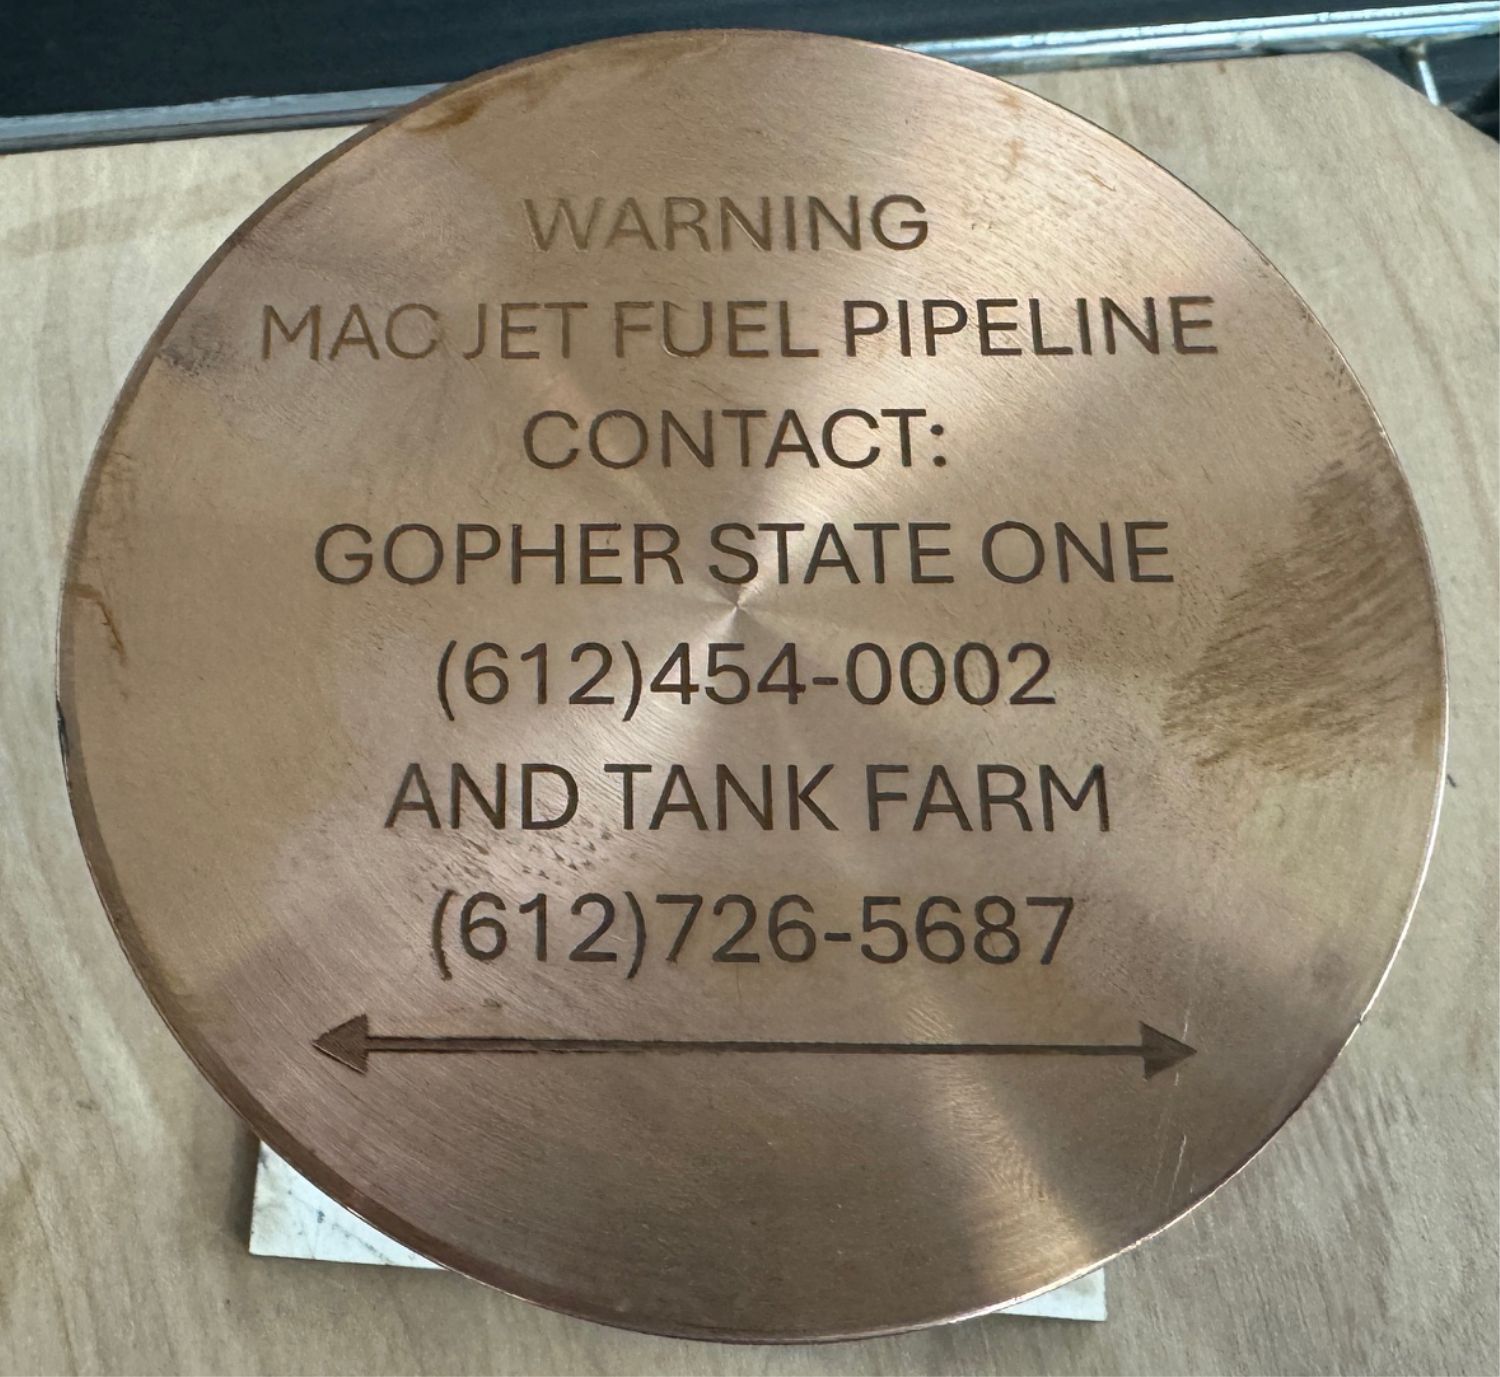 WARNING
MAC JET FUEL PIPELINE
CONTACT:
GOPHER STATE ONE
(612)454-0002
AND TANK FARM
(612)726-5687